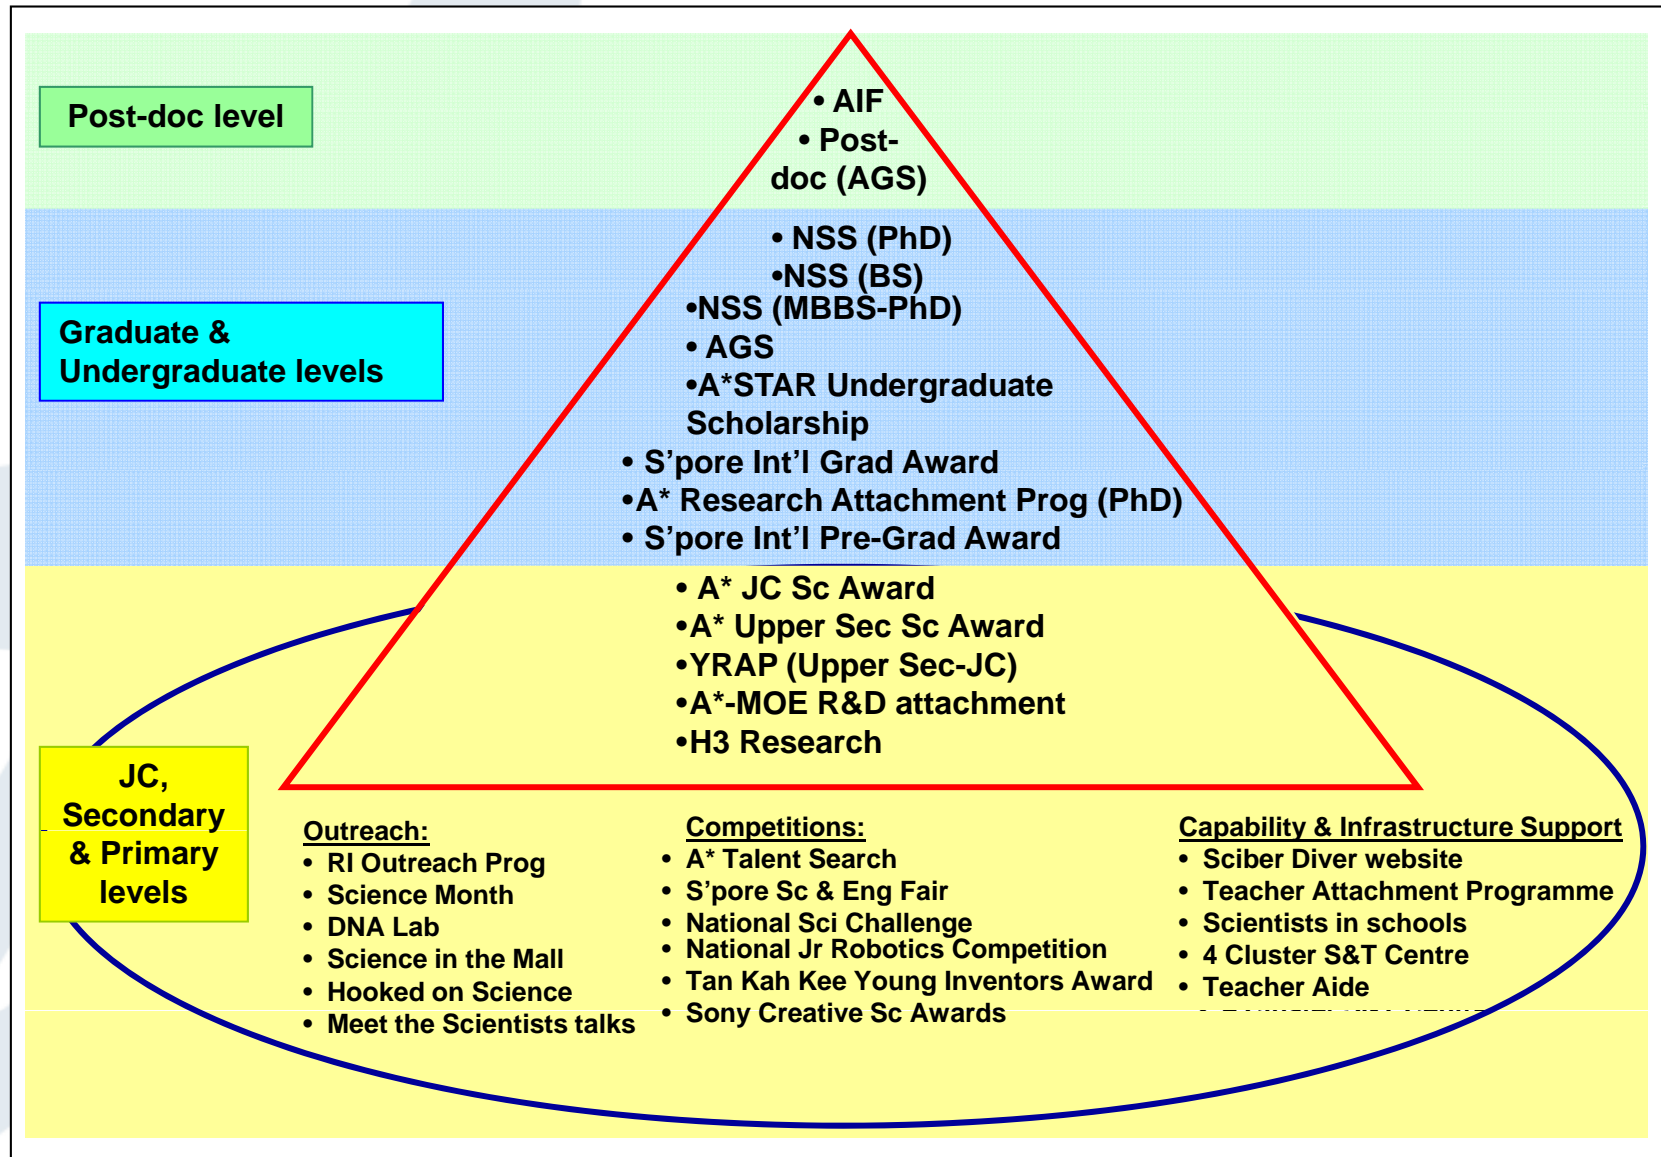 Post-doc level
• AIF
• Post-
doc (AGS)
Graduate &
Undergraduate levels
• NSS (PhD)
•NSS (BS)
•NSS (MBBS-PhD)
• AGS
•A*STAR Undergraduate
Scholarship
• S'pore Int'l Grad Award
•A* Research Attachment Prog (PhD)
• S'pore Int'l Pre-Grad Award
JC,
Secondary
& Primary
levels
• A* JC Sc Award
•A* Upper Sec Sc Award
•YRAP (Upper Sec-JC)
•A*-MOE R&D attachment
•H3 Research
Outreach:
• RI Outreach Prog
• Science Month
• DNA Lab
• Science in the Mall
• Hooked on Science
• Meet the Scientists talks
Competitions:
• A* Talent Search
• S'pore Sc & Eng Fair
• National Sci Challenge
• National Jr Robotics Competition
• Tan Kah Kee Young Inventors Award
• Sony Creative Sc Awards
Capability & Infrastructure Support
• Sciber Diver website
• Teacher Attachment Programme
• Scientists in schools
• 4 Cluster S&T Centre
• Teacher Aide